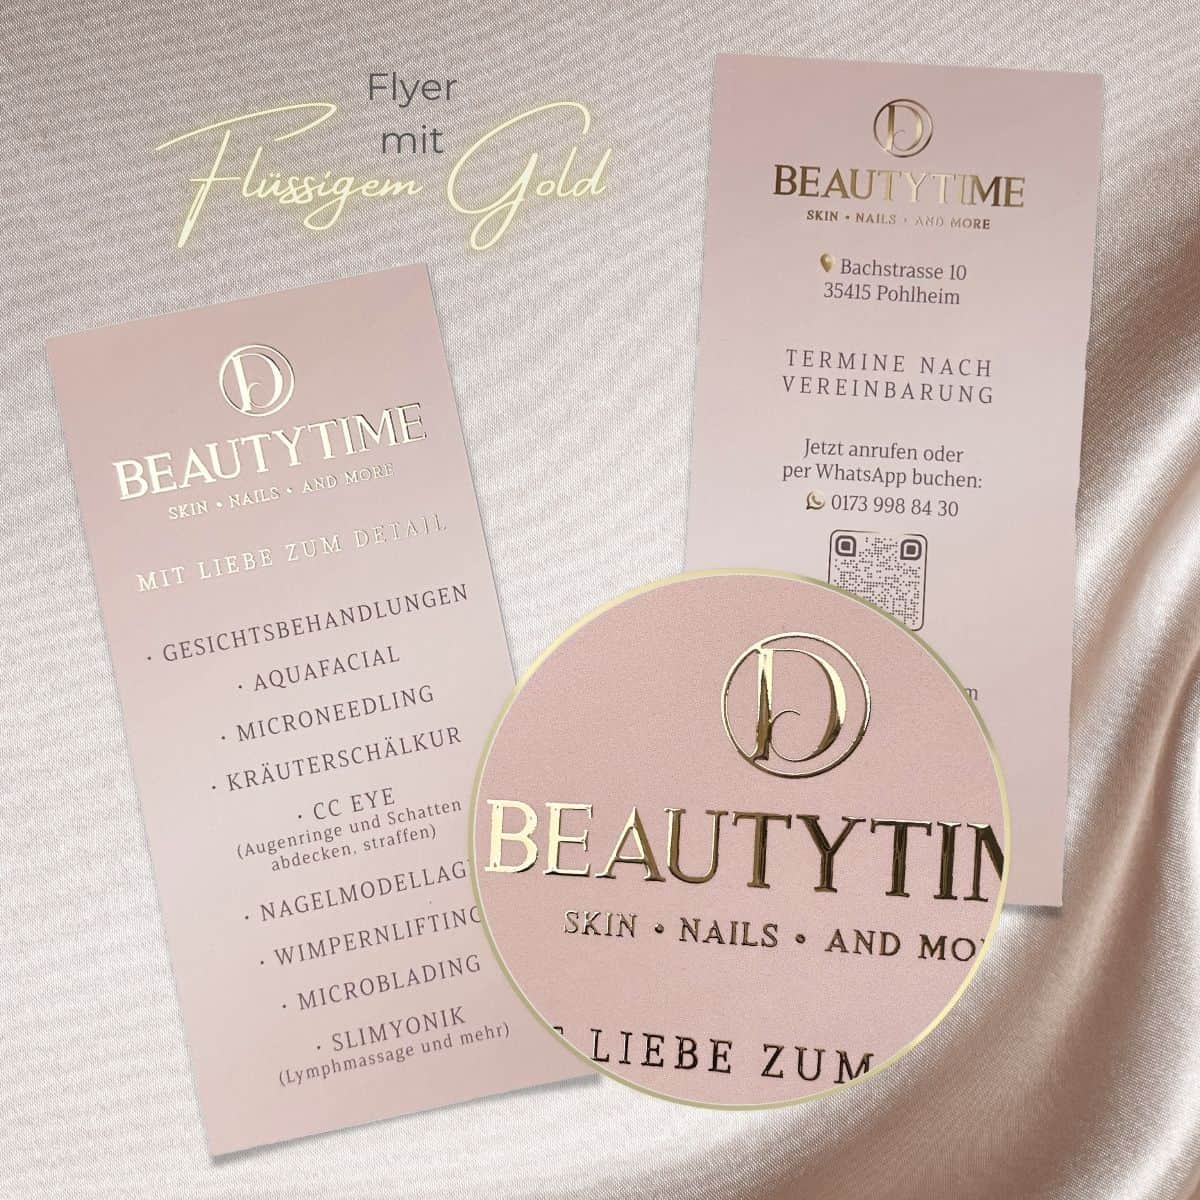 Flyer
mit
Flüssigem Gold
D
BEAUTYTIME
SKIN • NAILS • AND MORE
MIT LIEBE ZUM DETAIL
· GESICHTSBEHANDLUNGEN
· AQUAFACIAL
· MICRONEEDLING
· KRÄUTERSCHÄLKUR
· CC EYE
(Augenringe und Schatten
abdecken, straffen)
· NAGELMODELLAG
· WIMPERNLIFTING
· MICROBLADING
· SLIMYONIK
(Lymphmassage und mehr)
D
BEAUTYTIME
SKIN • NAILS • AND MORE
Bachstrasse 10
35415 Pohlheim
TERMINE NACH
VEREINBARUNG
Jetzt anrufen oder
per WhatsApp buchen:
0173 998 84 30
m
D
BEAUTYTIM
SKIN • NAILS • AND MO
LIEBE ZUM